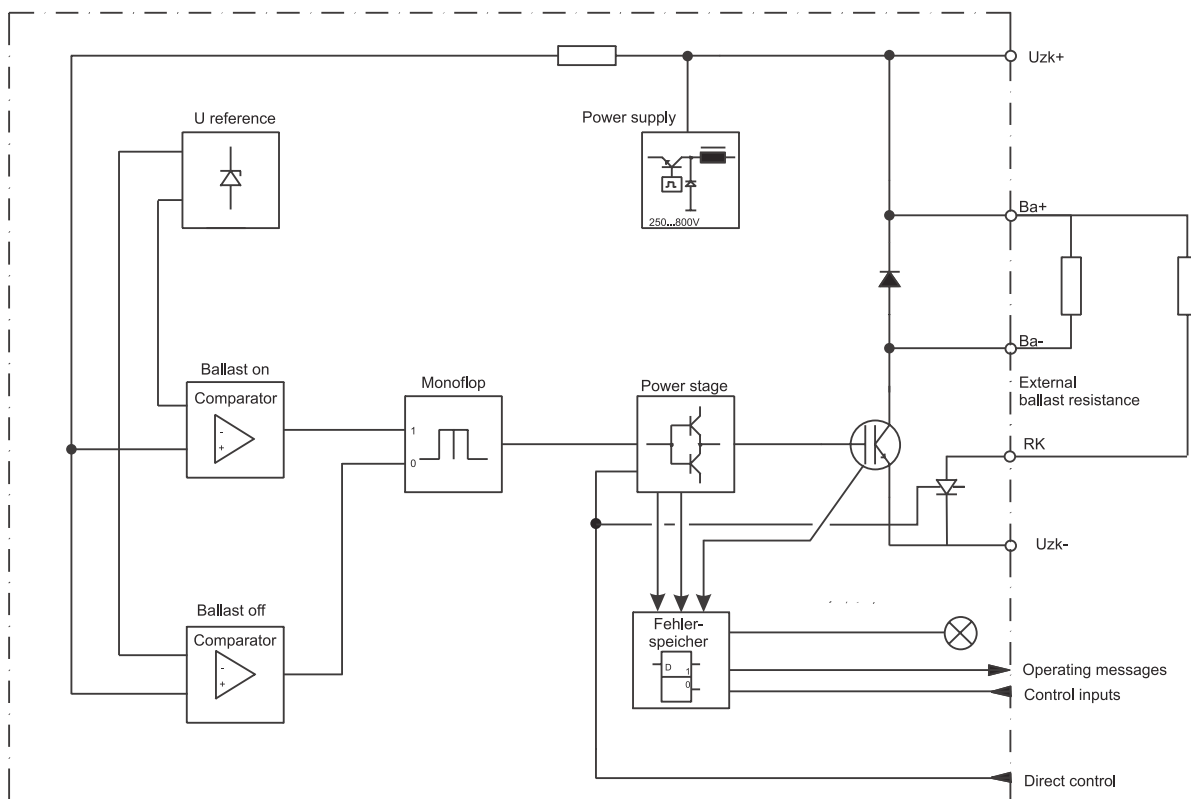 Uzk+
U reference
Power supply
250...800V
Ba+
Ba-
External
ballast resistance
Ballast on
Comparator
-
+
Monoflop
1
0
Power stage
RK
Uzk-
Ballast off
Comparator
-
+
Fehler-
speicher
D
1
0
Operating messages
Control inputs
Direct control